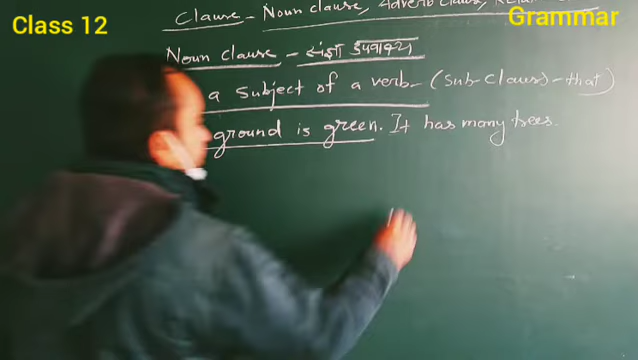 Class 12
Grammar
Clause - Noun clause, Adverb clause,
Noun clause - संज्ञा उपवाक्य
a subject of a verb - (Sub-clause) - that)
ground is green. It has many trees.